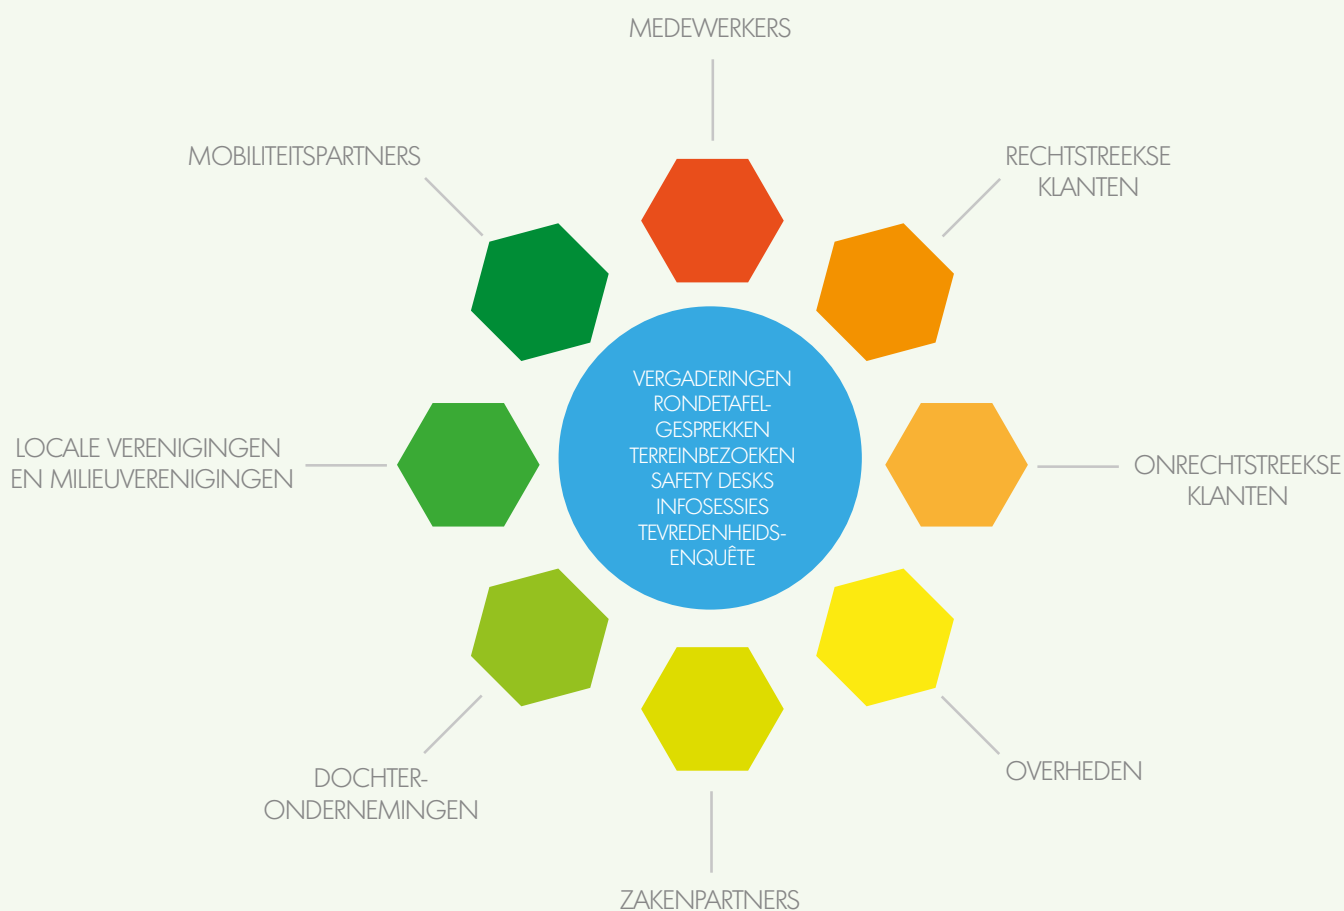 MEDEWERKERS
MOBILITEITSPARTNERS
RECHTSTREEKSE
KLANTEN
VERGADERINGEN
RONDETAFEL-
GESPREKKEN
TERREINBEZOEKEN
SAFETY DESKS
INFOSESSIES
TEVREDENHEIDS-
ENQUÊTE
LOCALE VERENIGINGEN
EN MILIEUVERENIGINGEN
ONRECHTSTREEKSE
KLANTEN
DOCHTER-
ONDERNEMINGEN
OVERHEDEN
ZAKENPARTNERS